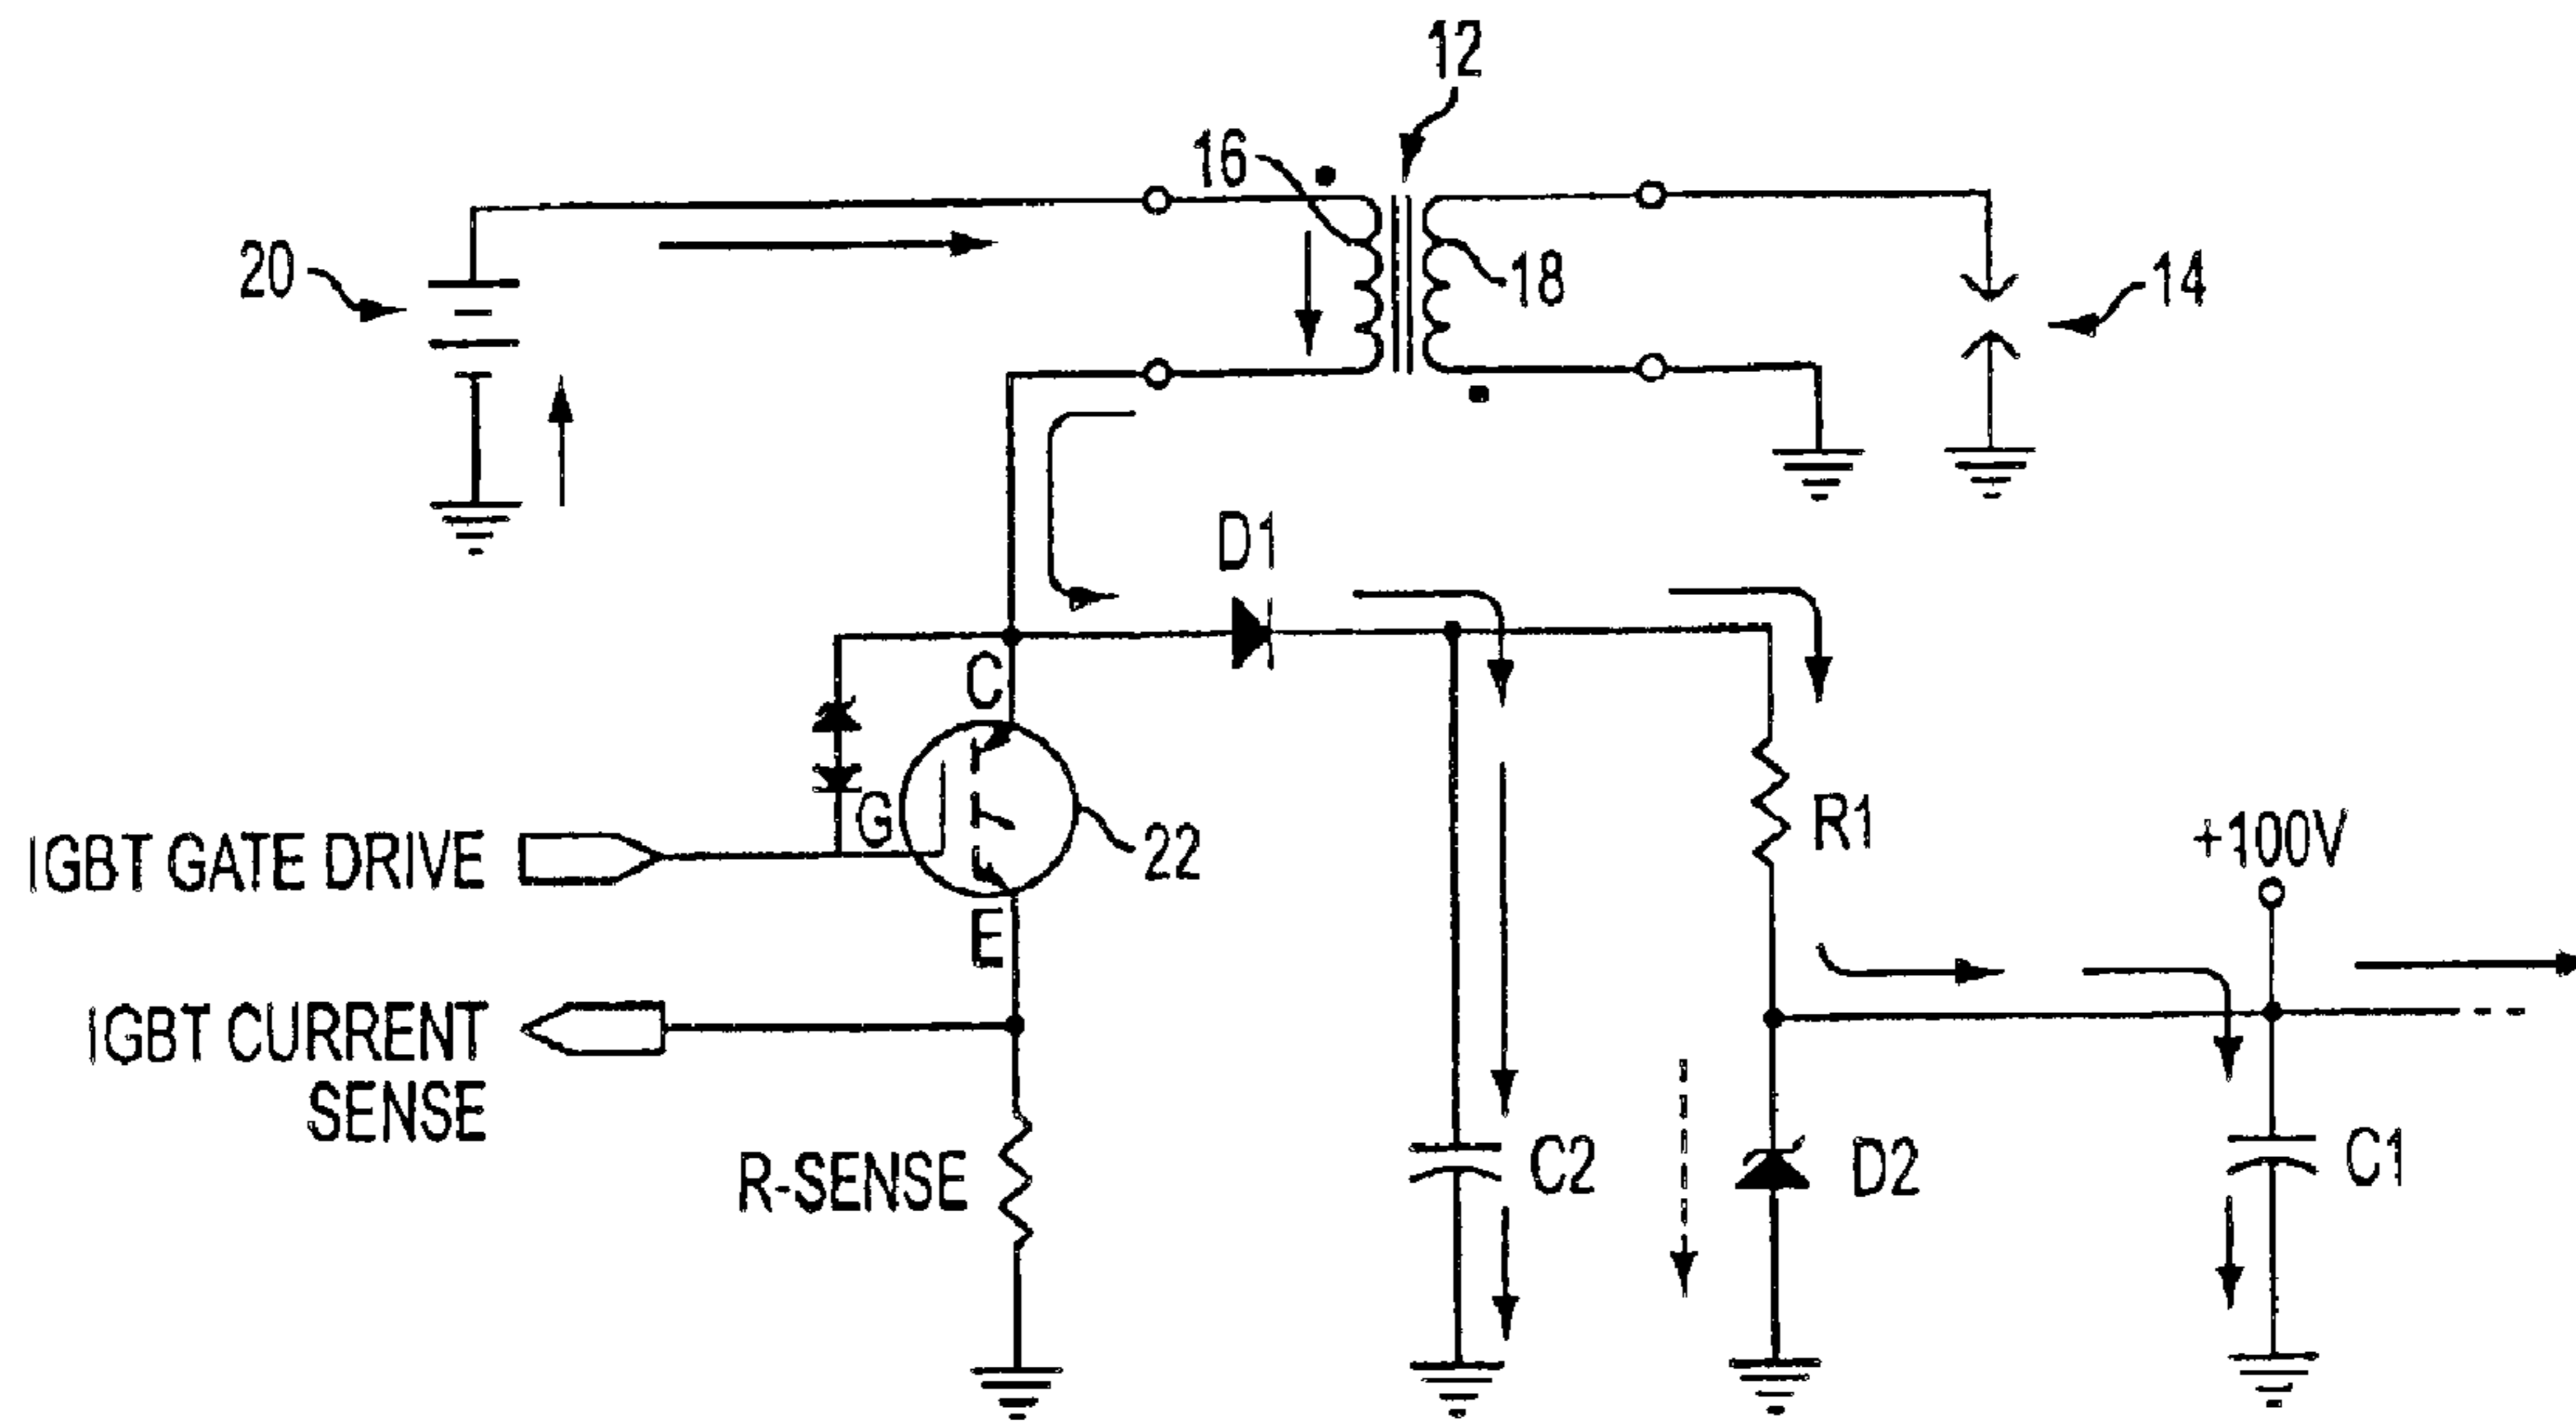 12
16
18
20
14
D1
C
G
22
IGBT GATE DRIVE
R1
+100V
E
IGBT CURRENT
SENSE
R-SENSE
C2
D2
C1